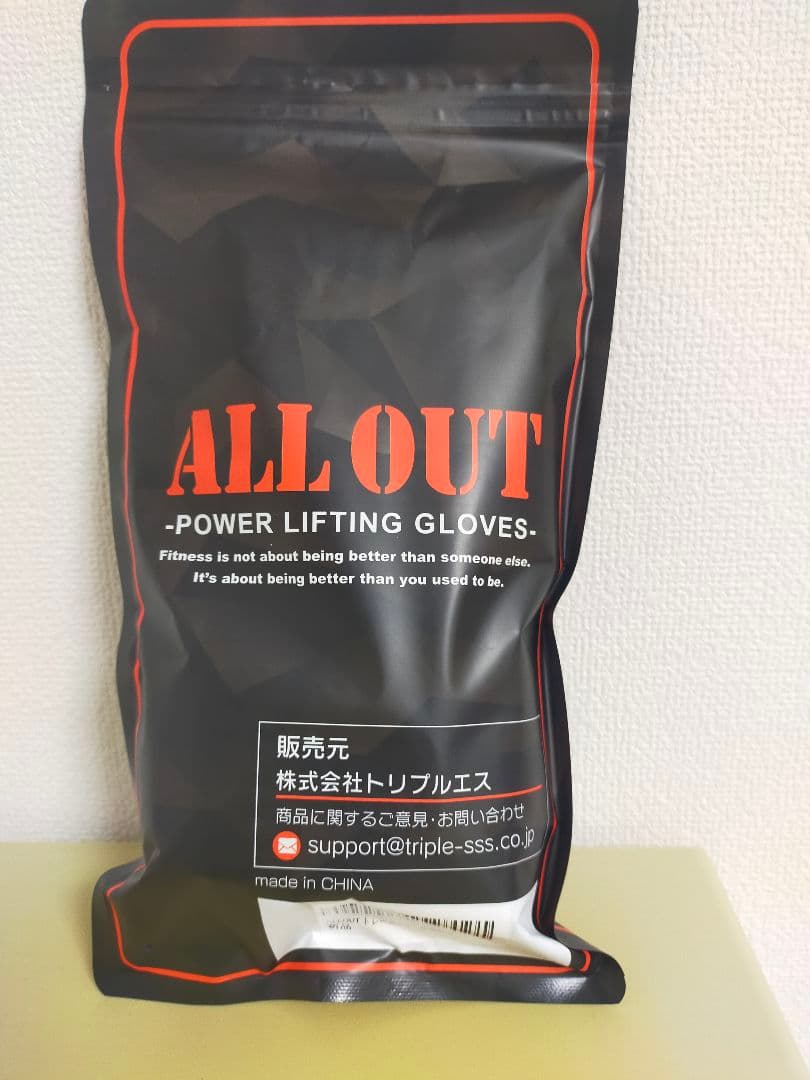 ALL OUT
-POWER LIFTING GLOVES-
Fitness is not about being better than someone else.
It's about being better than you used to be.
販売元
株式会社トリプルエス
商品に関するご意見・お問い合わせ
support@triple-sss.co.jp
made in CHINA